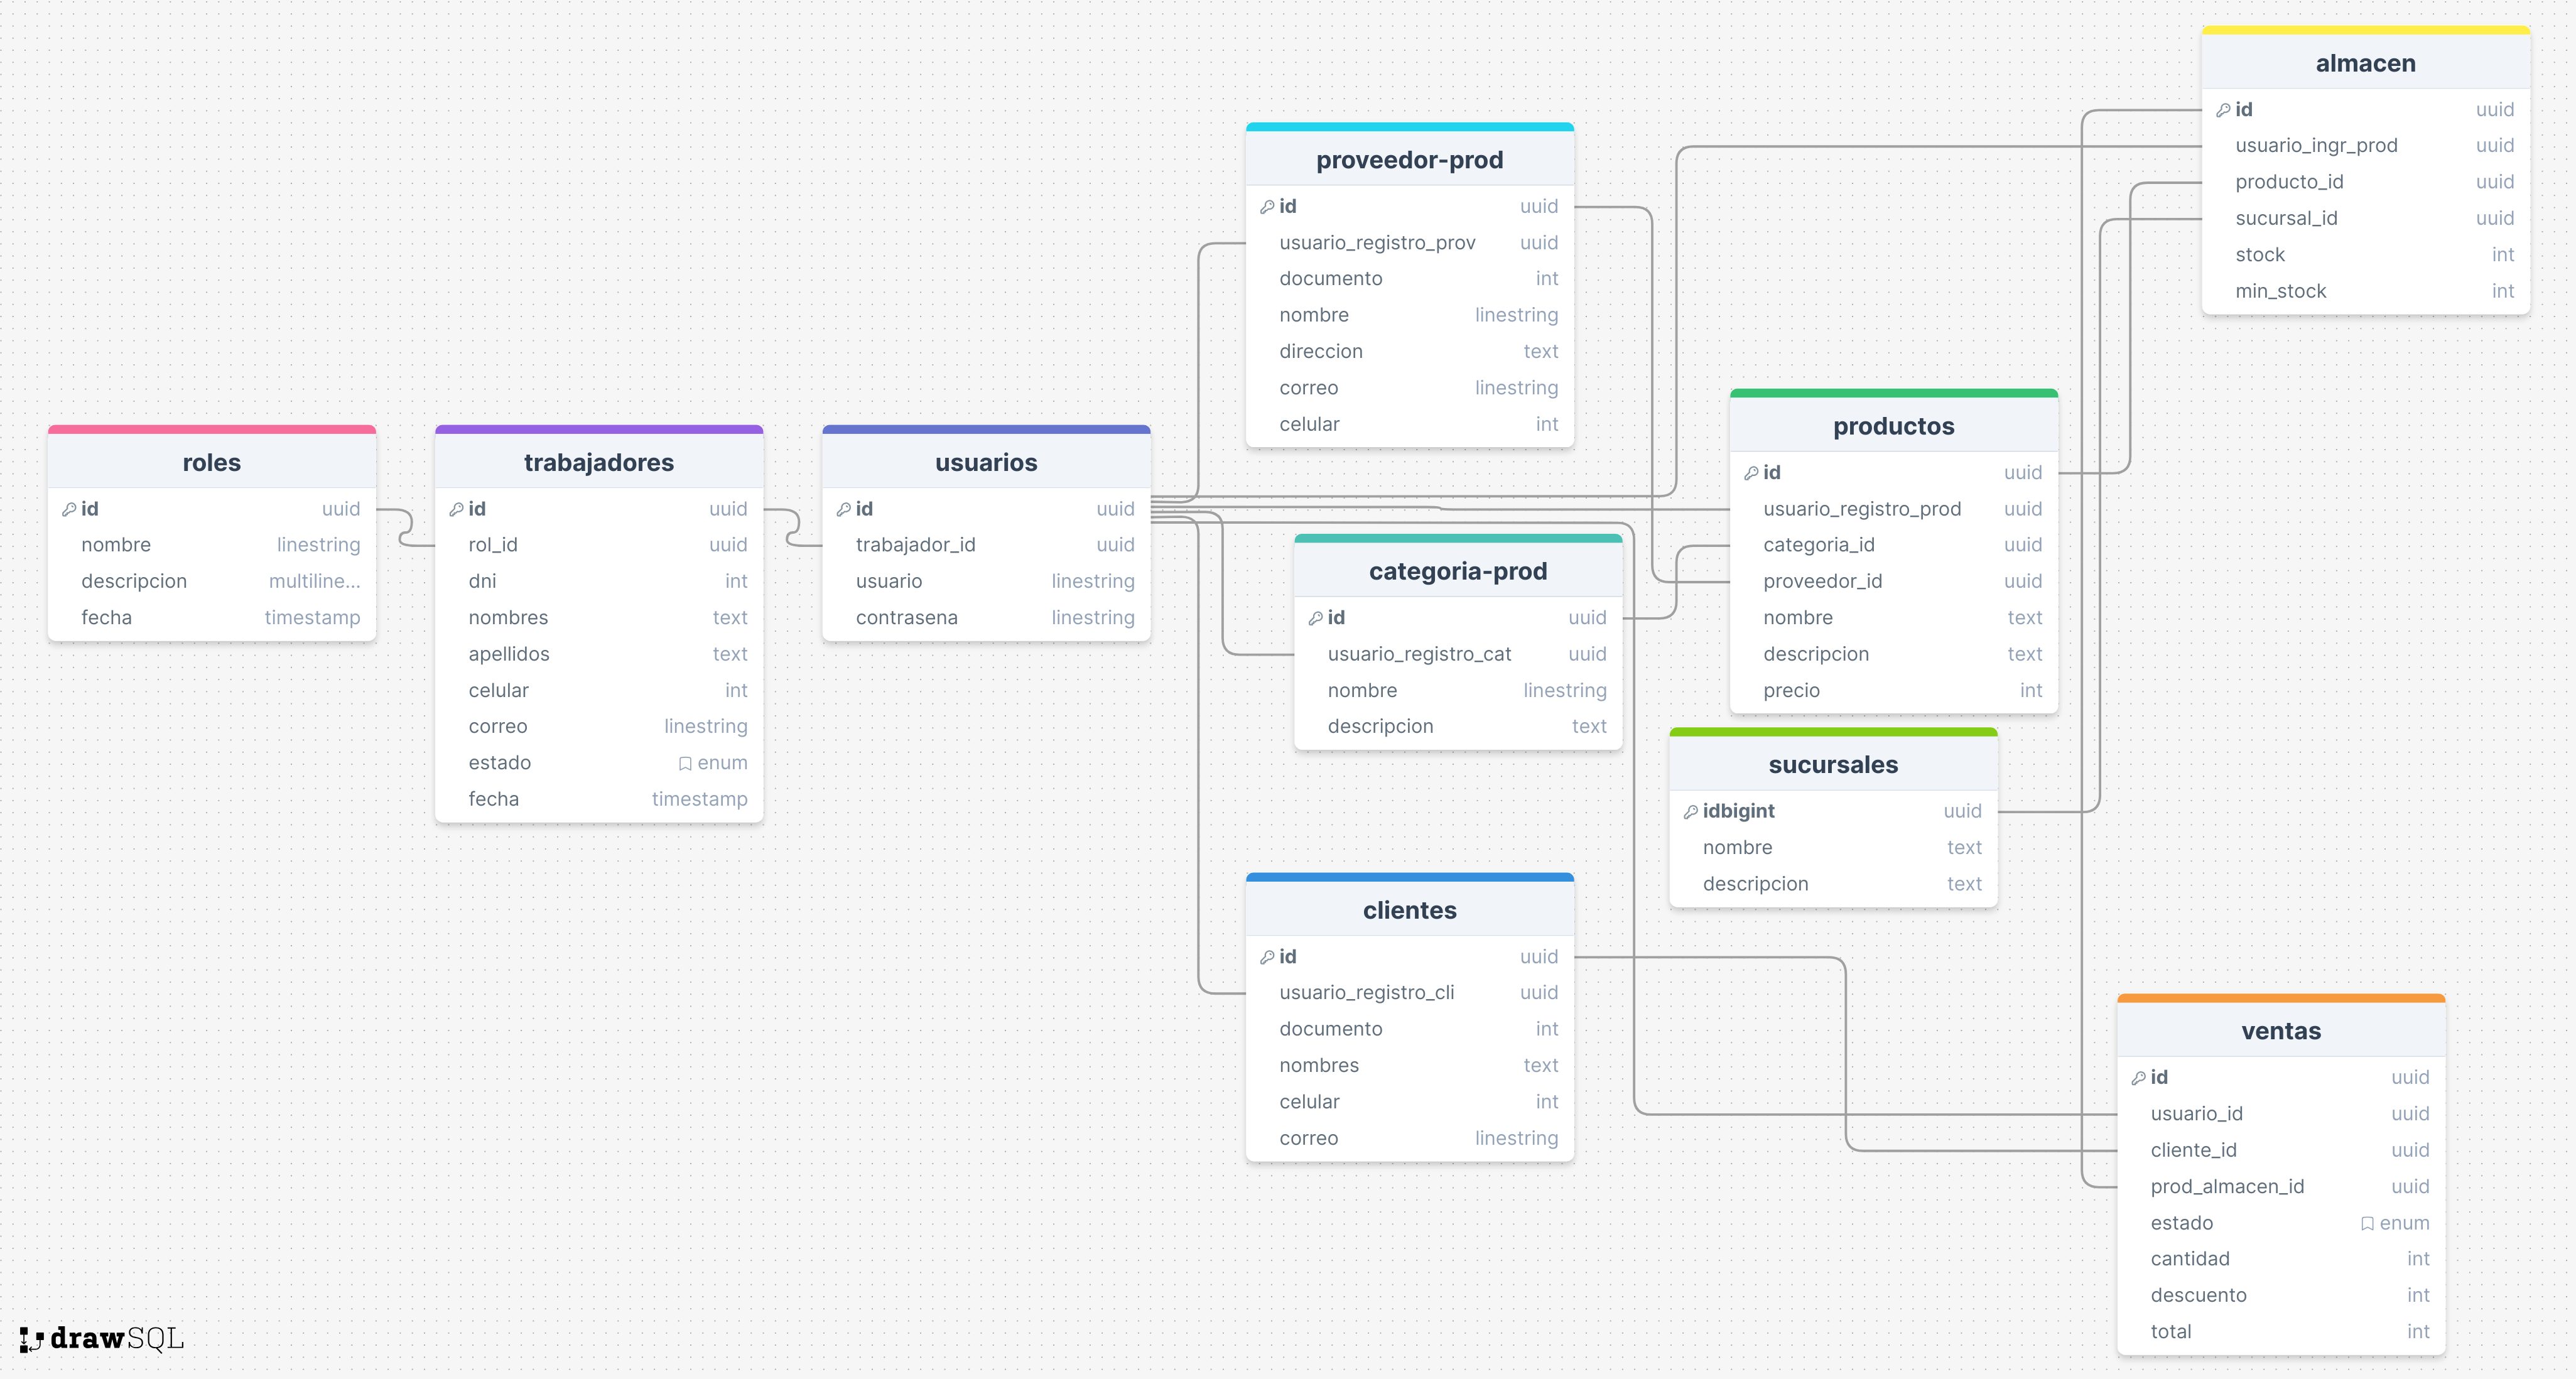 roles
id uuid
nombre linestring
descripcion multiline...
fecha timestamp
trabajadores
id uuid
rol_id uuid
dni int
nombres text
apellidos text
celular int
correo linestring
estado enum
fecha timestamp
usuarios
id uuid
trabajador_id uuid
usuario linestring
contrasena linestring
proveedor-prod
id uuid
usuario_registro_prov uuid
documento int
nombre linestring
direccion text
correo linestring
celular int
categoria-prod
id uuid
usuario_registro_cat uuid
nombre linestring
descripcion text
clientes
id uuid
usuario_registro_cli uuid
documento int
nombres text
celular int
correo linestring
productos
id uuid
usuario_registro_prod uuid
categoria_id uuid
proveedor_id uuid
nombre text
descripcion text
precio int
sucursales
idbigint uuid
nombre text
descripcion text
almacen
id uuid
usuario_ingr_prod uuid
producto_id uuid
sucursal_id uuid
stock int
min_stock int
ventas
id uuid
usuario_id uuid
cliente_id uuid
prod_almacen_id uuid
estado enum
cantidad int
descuento int
total int
drawSQL